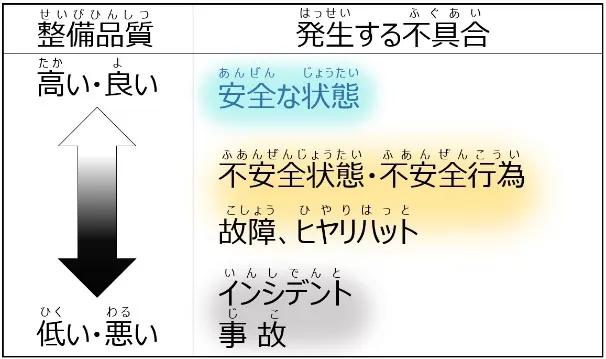 せいびひんしつ
整備品質
はっせい ふぐあい
発生する不具合
たか よ
高い・良い
あんぜん じょうたい
安全な状態
ふあんぜんじょうたい ふあんぜんこうい
不安全状態・不安全行為
こしょう ひやりはっと
故障、ヒヤリハット
いんしでんと
インシデント
じこ
事故
ひく わる
低い・悪い